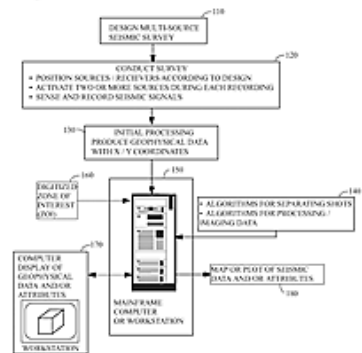 110
DESIGN MULTI-SOURCE
SEISMIC SURVEY
120
CONDUCT SURVEY
• POSITION SOURCES / RECIEVERS ACCORDING TO DESIGN
• ACTIVATE TWO OR MORE SOURCES DURING EACH RECORDING
• SENSE AND RECORD SEISMIC SIGNALS
130
INITIAL PROCESSING
PRODUCE GEOPHYSICAL DATA
WITH X / Y COORDINATES
160
DIGITIZED
ZONE OF
INTEREST
(ZOI)
150
140
• ALGORITHMS FOR SEPARATING SHOTS
• ALGORITHMS FOR PROCESSING /
IMAGING DATA
170
COMPUTER
DISPLAY OF
GEOPHYSICAL
DATA AND/OR
ATTRIBUTES
WORKSTATION
MAINFRAME
COMPUTER
OR WORKSTATION
MAP OR PLOT OF SEISMIC
DATA AND/OR ATTRIBUTES
180